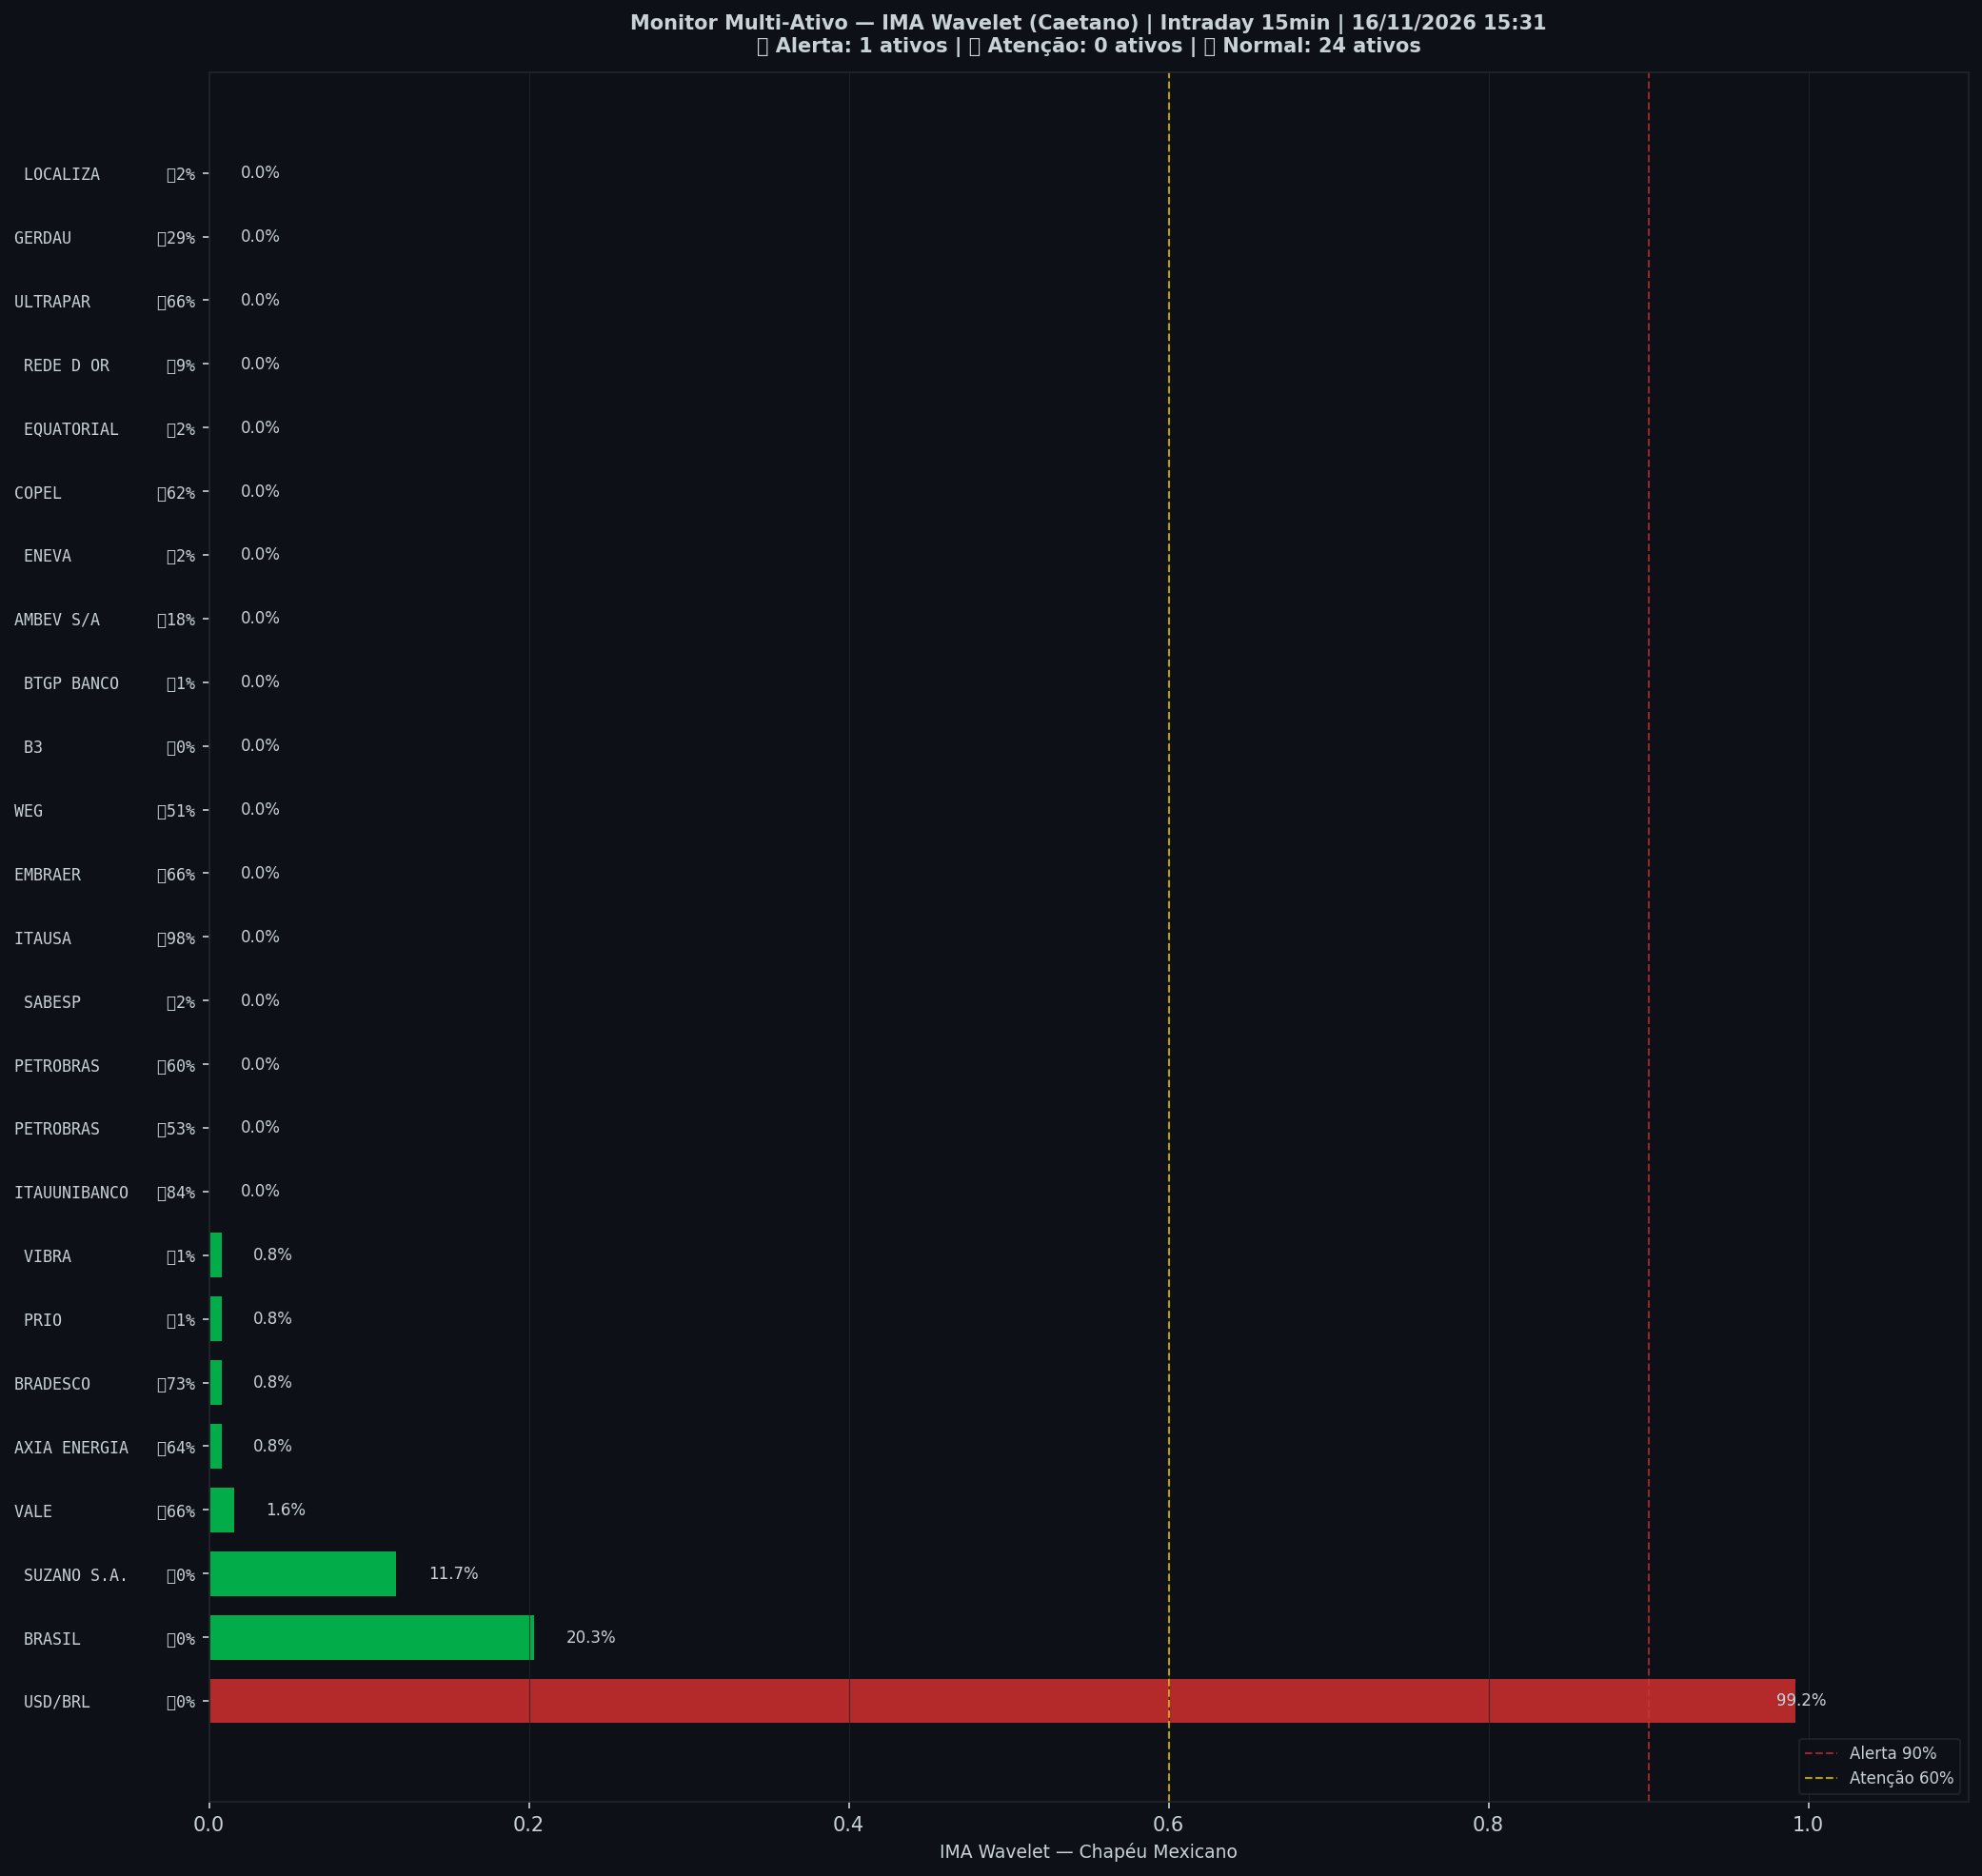 Monitor Multi-Ativo — IMA Wavelet (Caetano) | Intraday 15min | 16/11/2026 15:31
Alerta: 1 ativos | Atenção: 0 ativos | Normal: 24 ativos
LOCALIZA 2% 0.0%
GERDAU 29% 0.0%
ULTRAPAR 66% 0.0%
REDE D OR 9% 0.0%
EQUATORIAL 2% 0.0%
COPEL 62% 0.0%
ENEVA 2% 0.0%
AMBEV S/A 18% 0.0%
BTGP BANCO 1% 0.0%
B3 0% 0.0%
WEG 51% 0.0%
EMBRAER 66% 0.0%
ITAUSA 98% 0.0%
SABESP 2% 0.0%
PETROBRAS 60% 0.0%
PETROBRAS 53% 0.0%
ITAUUNIBANCO 84% 0.0%
VIBRA 1% 0.8%
PRIO 1% 0.8%
BRADESCO 73% 0.8%
AXIA ENERGIA 64% 0.8%
VALE 66% 1.6%
SUZANO S.A. 0% 11.7%
BRASIL 0% 20.3%
USD/BRL 0% 99.2%
Alerta 90%
Atenção 60%
0.0 0.2 0.4 0.6 0.8 1.0
IMA Wavelet — Chapéu Mexicano